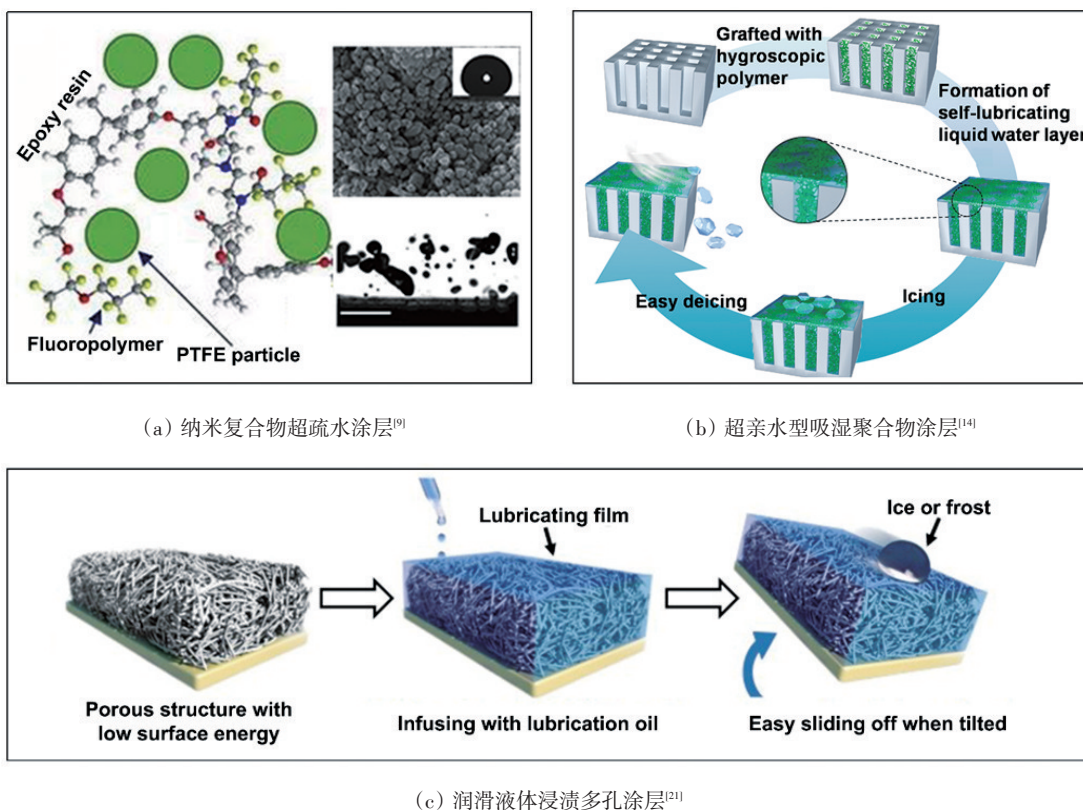 Epoxy resin
Fluoropolymer
PTFE particle
Grafted with
hygroscopic
polymer
Formation of
self-lubricating
liquid water layer
Easy deicing
Icing
(a) 纳米复合物超疏水涂层[9]
(b) 超亲水型吸湿聚合物涂层[14]
Lubricating film
Ice or frost
Porous structure with
low surface energy
Infusing with lubrication oil
Easy sliding off when tilted
(c) 润滑液体浸渍多孔涂层[21]